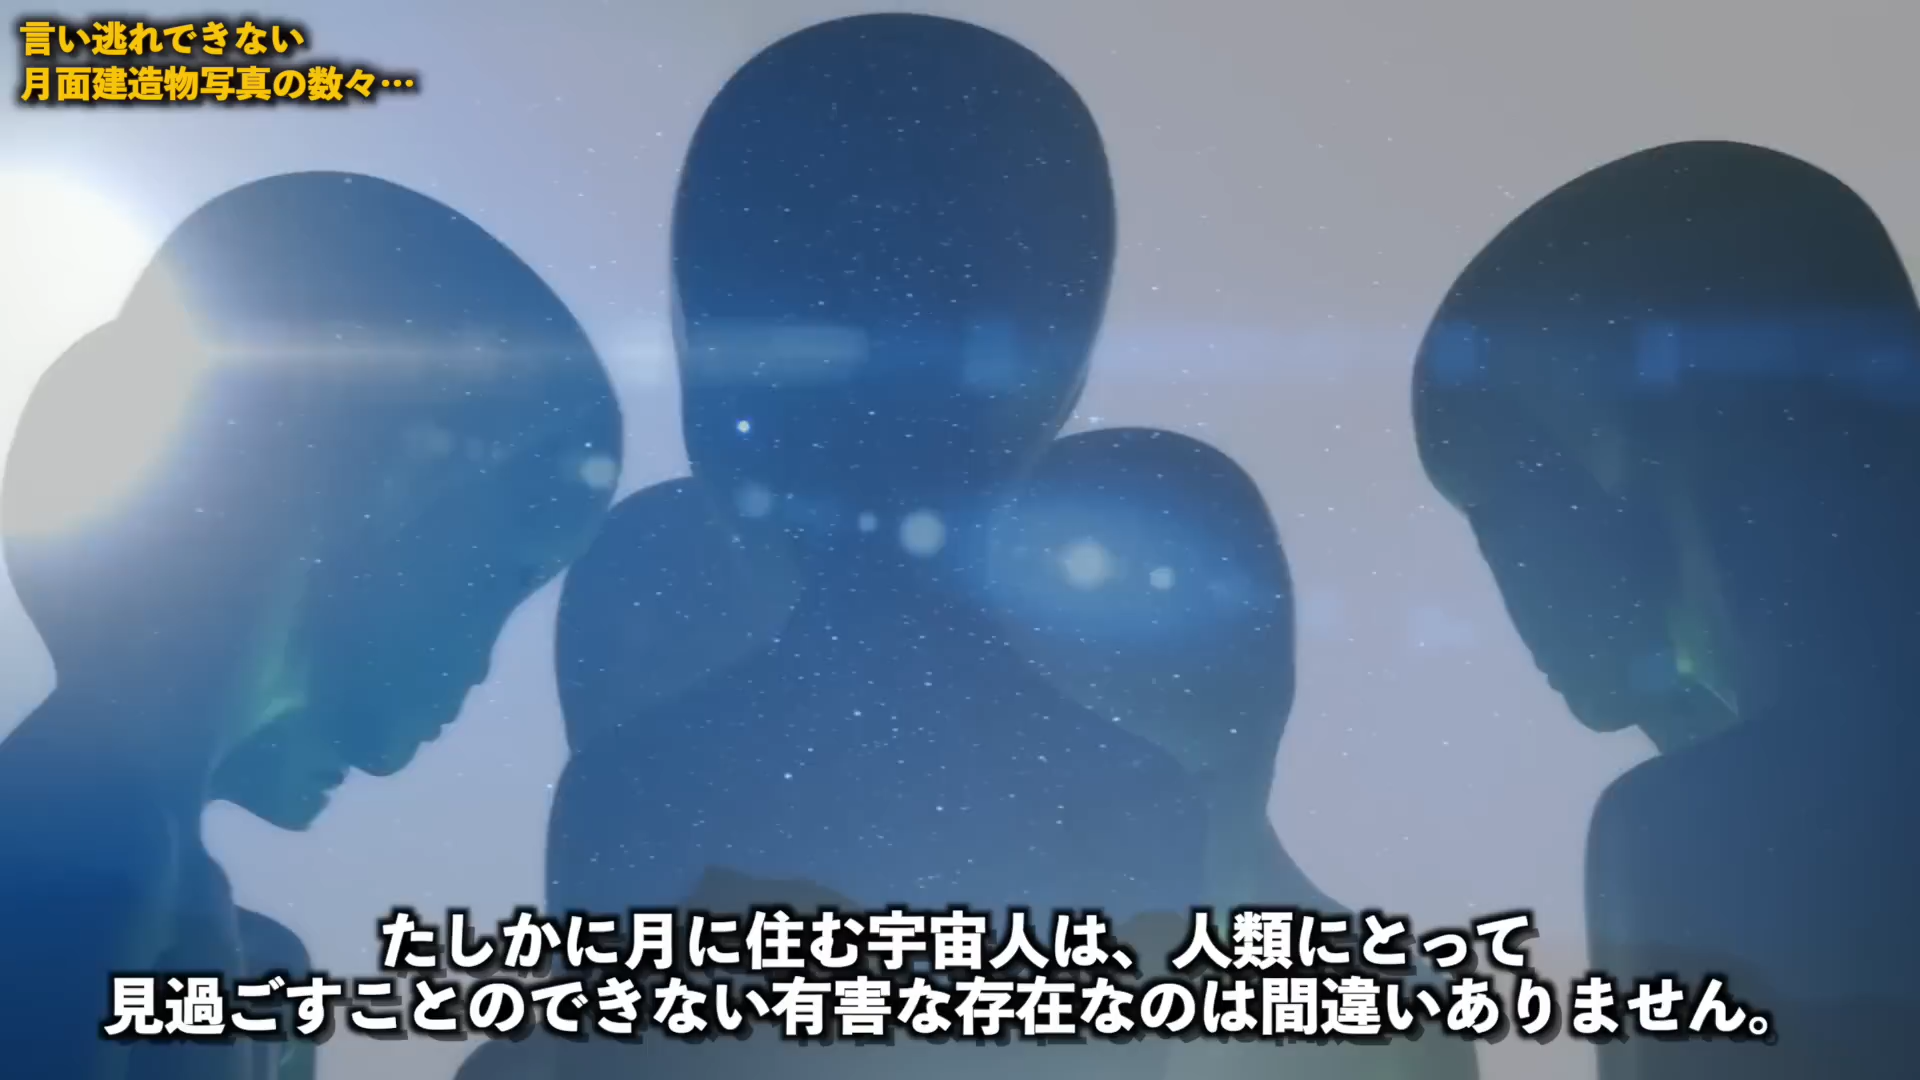 言い逃れできない
月面建造物写真の数々…
たしかに月に住む宇宙人は、人類にとって
見過ごすことのできない有害な存在なのは間違いありません。